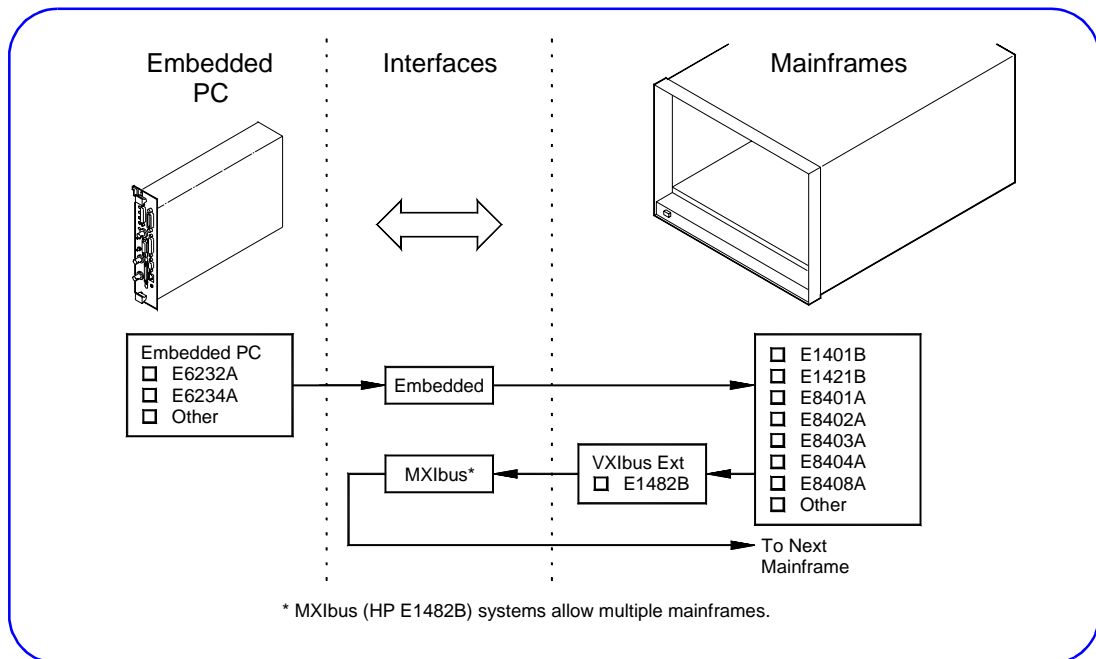 Embedded
PC
Interfaces
Mainframes
Embedded PC
E6232A
E6234A
Other
Embedded
E1401B
E1421B
E8401A
E8402A
E8403A
E8404A
E8408A
Other
VXIbus Ext
E1482B
MXIbus*
To Next
Mainframe
* MXIbus (HP E1482B) systems allow multiple mainframes.